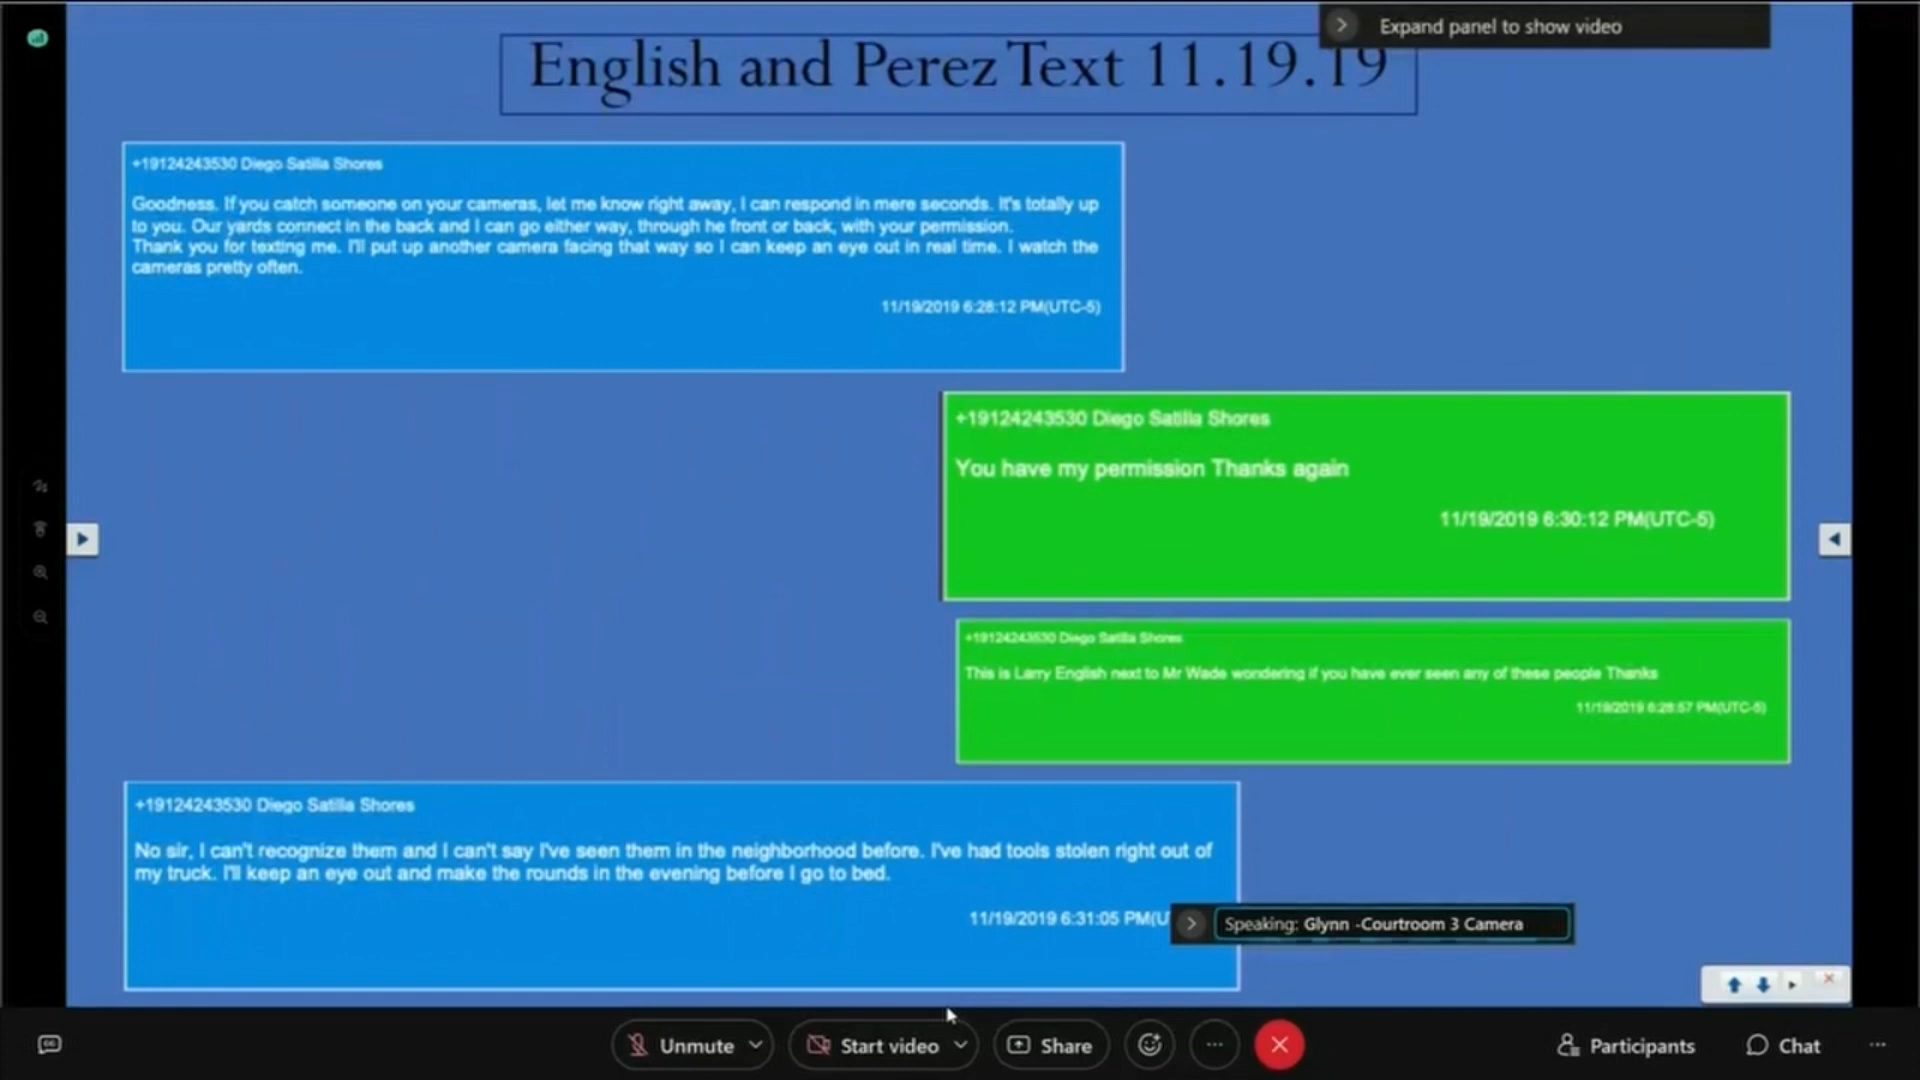 Expand panel to show video
English and Perez Text 11.19.19
+19124243530 Diego Satilla Shores
Goodness. If you catch someone on your cameras, let me know right away, I can respond in mere seconds. It's totally up
to you. Our yards connect in the back and I can go either way, through he front or back, with your permission.
Thank you for texting me. I'll put up another camera facing that way so I can keep an eye out in real time. I watch the
cameras pretty often.
11/19/2019 6:28:12 PM(UTC-5)
+19124243530 Diego Satilla Shores
You have my permission Thanks again
11/19/2019 6:30:12 PM(UTC-5)
+19124243530 Diego Satilla Shores
This is Larry English next to Mr Wade wondering if you have ever seen any of these people Thanks
11/19/2019 6:28:57 PM(UTC-5)
+19124243530 Diego Satilla Shores
No sir, I can't recognize them and I can't say I've seen them in the neighborhood before. I've had tools stolen right out of
my truck. I'll keep an eye out and make the rounds in the evening before I go to bed.
11/19/2019 6:31:05 PM(U
Speaking: Glynn -Courtroom 3 Camera
Unmute
Start video
Share
Participants
Chat